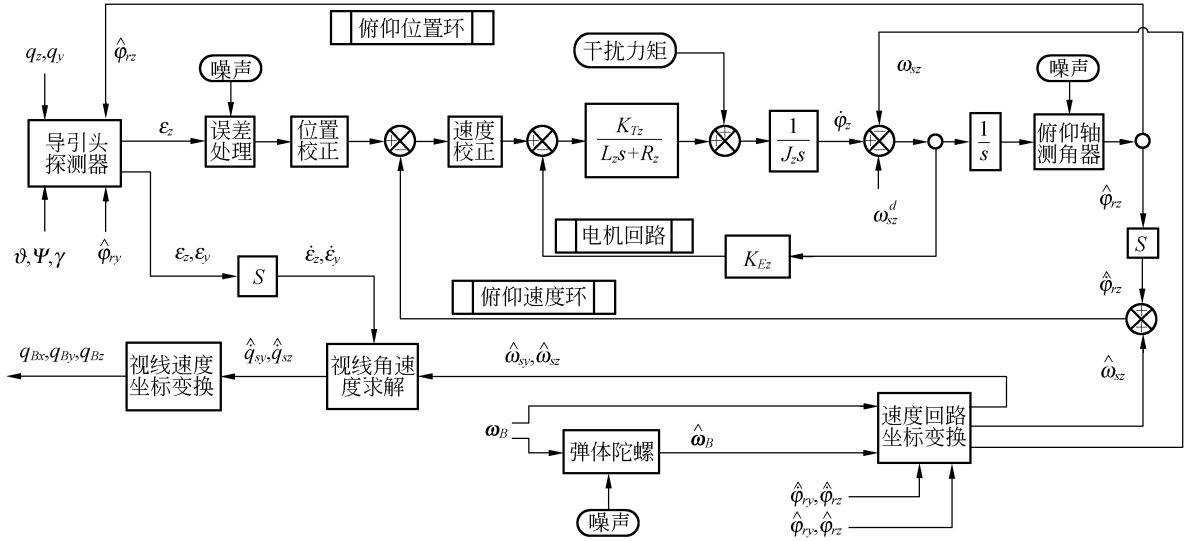 俯仰位置环
q_z,q_y
φ̂_rz
噪声
干扰力矩
ω_sz
噪声
导引头
探测器
ε_z
误差
处理
位置
校正
速度
校正
K_Tz
L_z s+R_z
1
J_z s
φ̇_z
1
s
俯仰轴
测角器
φ̂_rz
ω_sz^d
ϑ,Ψ,γ
φ̂_ry
ε_z,ε_y
S
ε̇_z,ε̇_y
电机回路
K_Ez
S
φ̇̂_rz
俯仰速度环
q_Bx,q_By,q_Bz
视线速度
坐标变换
q̇̂_sy,q̇̂_sz
视线角速
度求解
ω̂_sy,ω̂_sz
ω̂_sz
ω_B
弹体陀螺
ω̂_B
速度回路
坐标变换
噪声
φ̇̂_ry,φ̇̂_rz
φ̂_ry,φ̂_rz